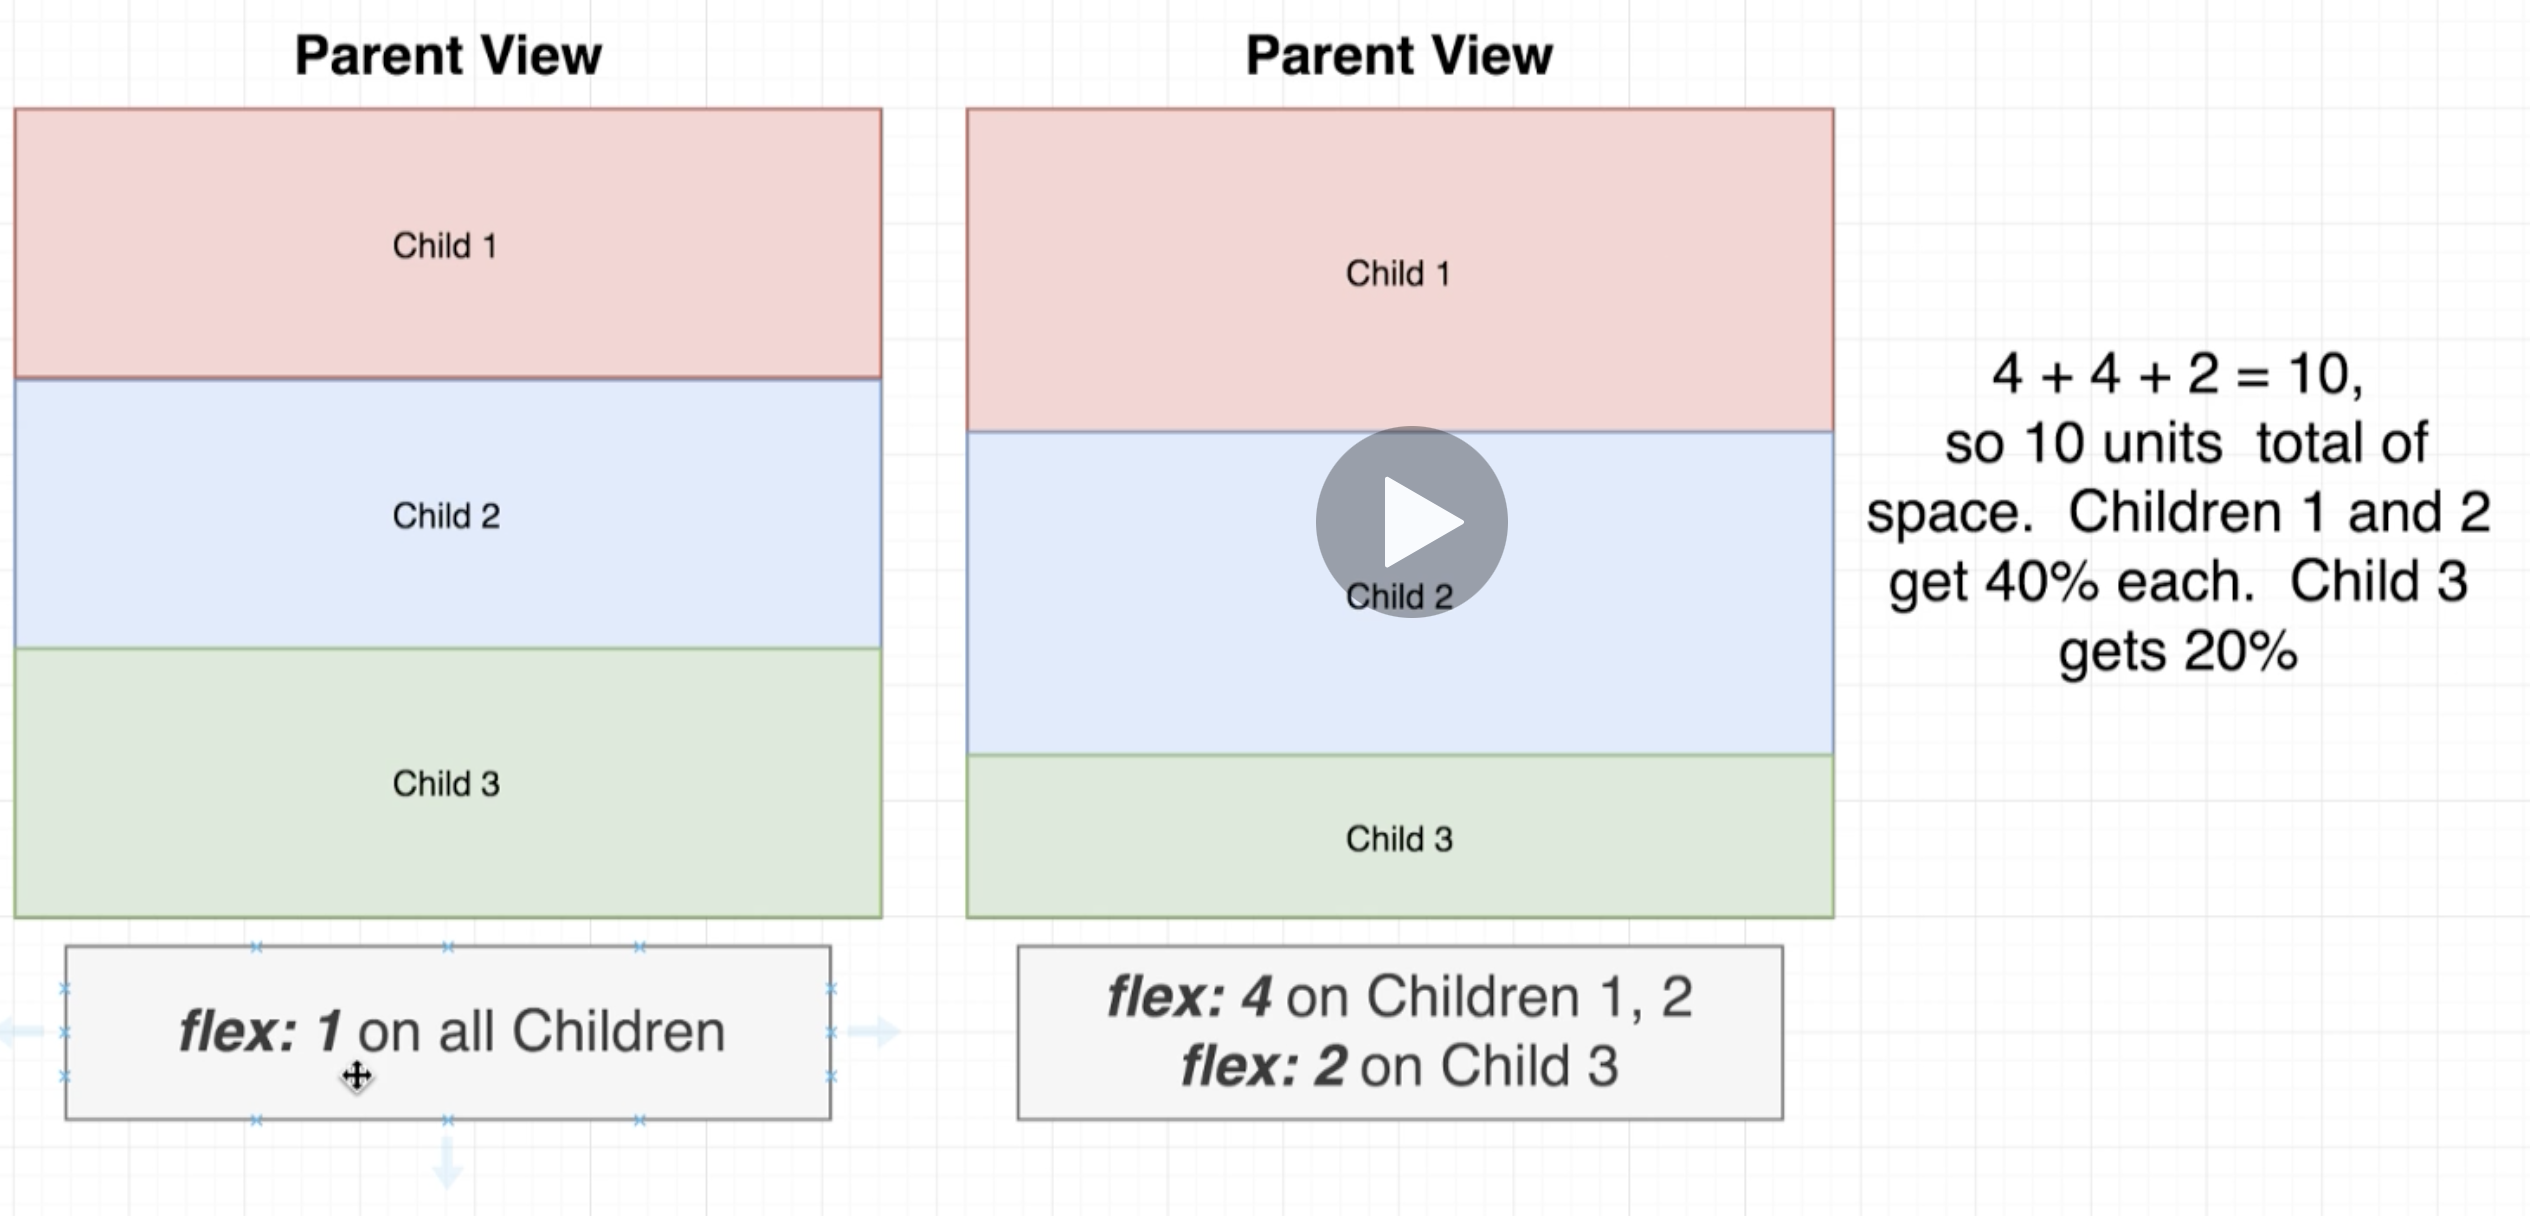 Parent View
Child 1
Child 2
Child 3
flex: 1 on all Children
Parent View
Child 1
Child 2
Child 3
flex: 4 on Children 1, 2
flex: 2 on Child 3
4 + 4 + 2 = 10,
so 10 units  total of
space.  Children 1 and 2
get 40% each.  Child 3
gets 20%